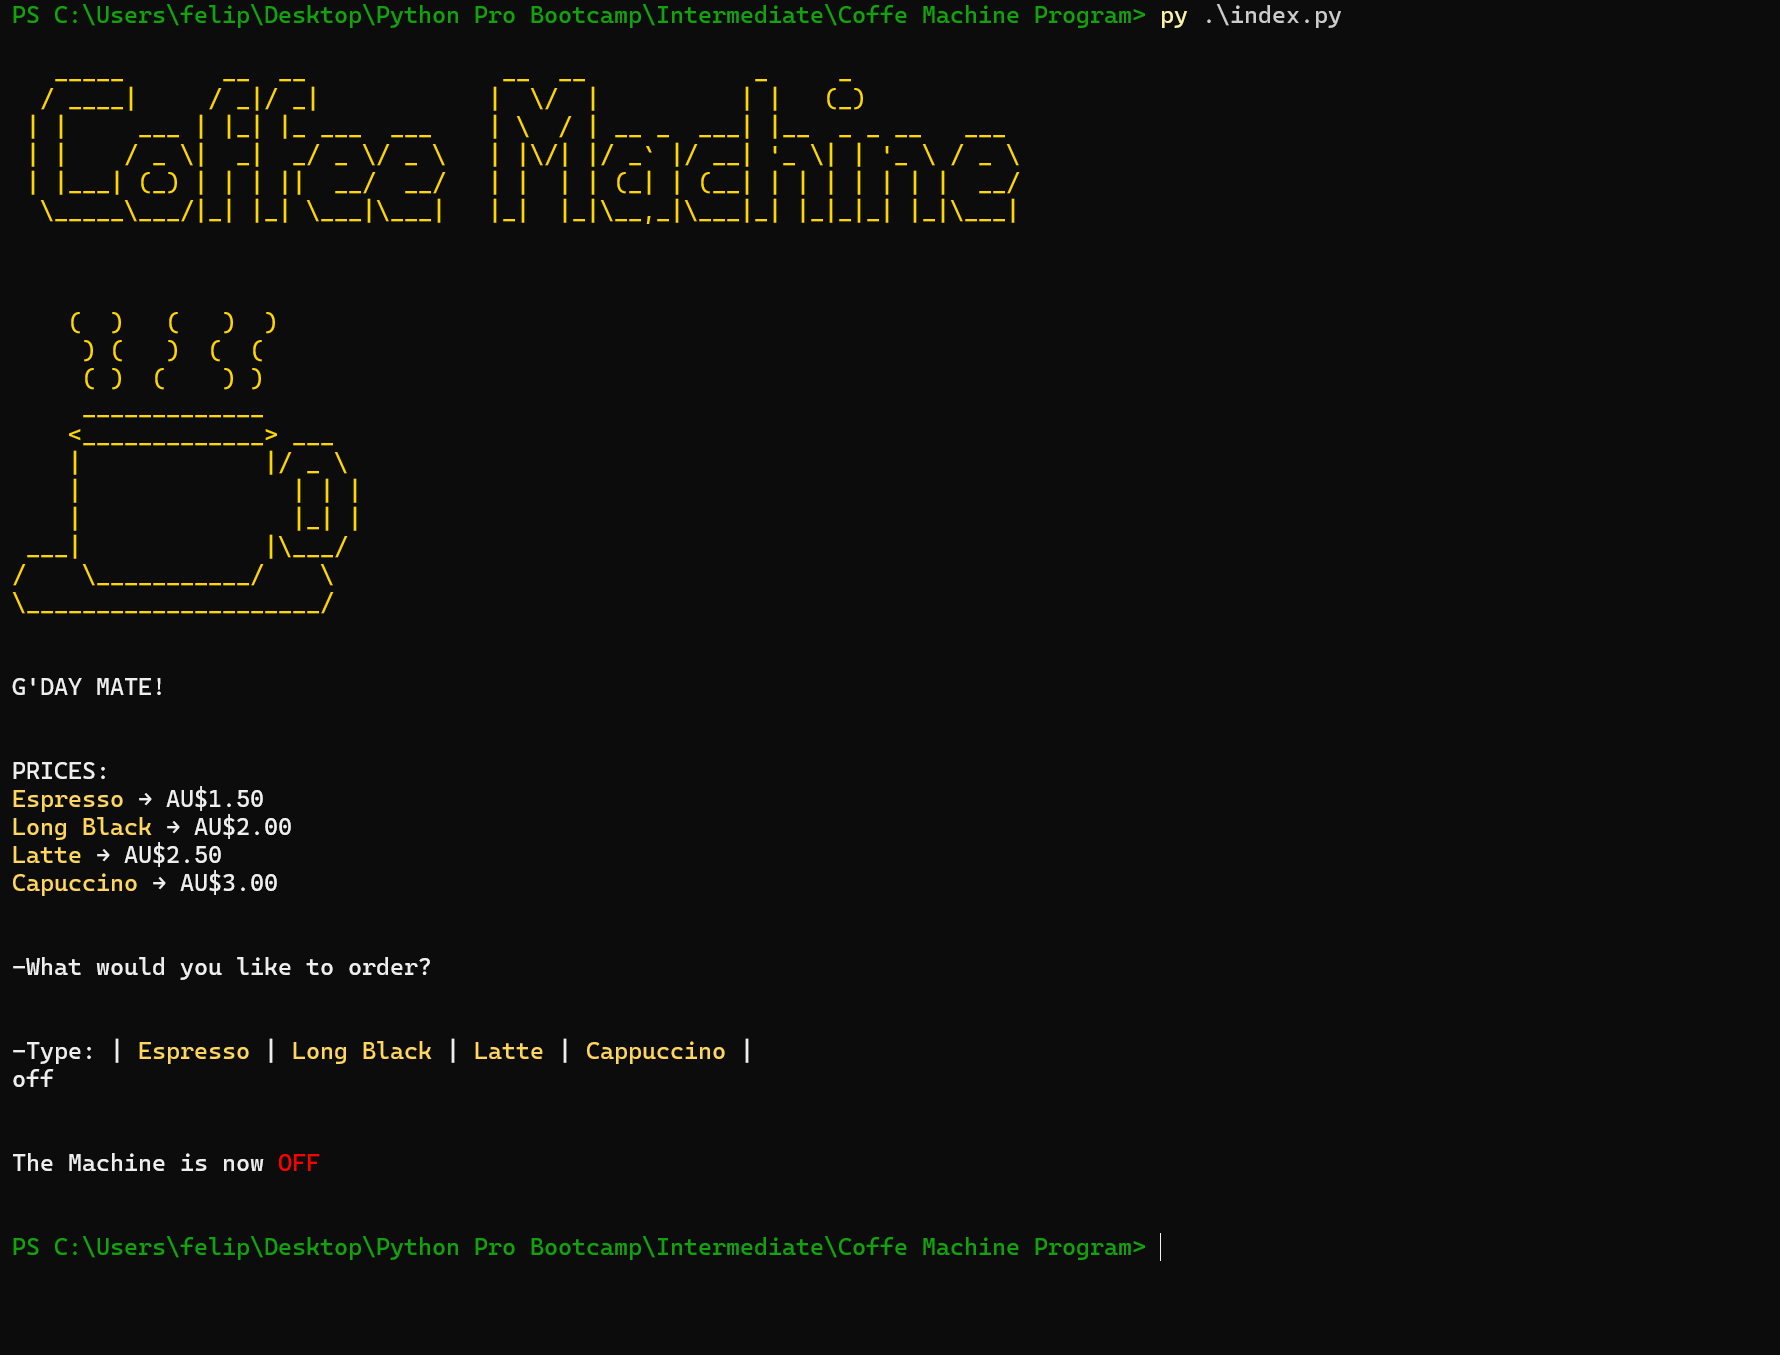 PS C:\Users\felip\Desktop\Python Pro Bootcamp\Intermediate\Coffe Machine Program> py .\index.py
Coffee Machine
G'DAY MATE!
PRICES:
Espresso → AU$1.50
Long Black → AU$2.00
Latte → AU$2.50
Capuccino → AU$3.00
-What would you like to order?
-Type: | Espresso | Long Black | Latte | Cappuccino |
off
The Machine is now OFF
PS C:\Users\felip\Desktop\Python Pro Bootcamp\Intermediate\Coffe Machine Program>